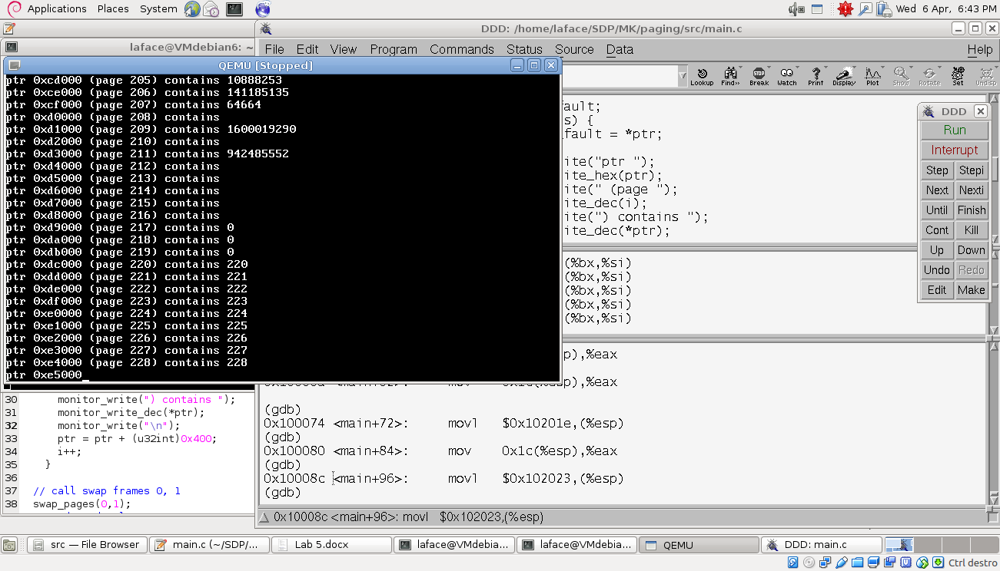 Applications Places System
Wed 6 Apr, 6:43 PM
DDD: /home/laface/SDP/MK/paging/src/main.c
laface@VMdebian6: ~
File Edit View Program Commands Status Source Data Help
QEMU [Stopped]
Lookup Find>> Break Watch Print Display Plot Show Rotate Set Undisp
ptr 0xcd000 (page 205) contains 10888253
ptr 0xce000 (page 206) contains 141185135
ptr 0xcf000 (page 207) contains 64664
ptr 0xd0000 (page 208) contains
ptr 0xd1000 (page 209) contains 1600019290
ptr 0xd2000 (page 210) contains
ptr 0xd3000 (page 211) contains 942485552
ptr 0xd4000 (page 212) contains
ptr 0xd5000 (page 213) contains
ptr 0xd6000 (page 214) contains
ptr 0xd7000 (page 215) contains
ptr 0xd8000 (page 216) contains
ptr 0xd9000 (page 217) contains 0
ptr 0xda000 (page 218) contains 0
ptr 0xdb000 (page 219) contains 0
ptr 0xdc000 (page 220) contains 220
ptr 0xdd000 (page 221) contains 221
ptr 0xde000 (page 222) contains 222
ptr 0xdf000 (page 223) contains 223
ptr 0xe0000 (page 224) contains 224
ptr 0xe1000 (page 225) contains 225
ptr 0xe2000 (page 226) contains 226
ptr 0xe3000 (page 227) contains 227
ptr 0xe4000 (page 228) contains 228
ptr 0xe5000_
ault;
s) {
fault = *ptr;
ite("ptr ");
ite_hex(ptr);
ite(" (page ");
ite_dec(i);
ite(") contains ");
ite_dec(*ptr);
(%bx,%si)
(%bx,%si)
(%bx,%si)
(%bx,%si)
(%bx,%si)
p),%eax
p),%eax
(gdb)
0x100074 <main+72>: movl $0x10201e,(%esp)
(gdb)
0x100080 <main+84>: mov 0x1c(%esp),%eax
(gdb)
0x10008c <main+96>: movl $0x102023,(%esp)
(gdb)
0x10008c <main+96>: movl $0x102023,(%esp)
DDD
Run
Interrupt
Step Stepi
Next Nexti
Until Finish
Cont Kill
Up Down
Undo Redo
Edit Make
30 monitor_write(") contains ");
31 monitor_write_dec(*ptr);
32 monitor_write("\n");
33 ptr = ptr + (u32int)0x400;
34 i++;
35 }
36
37 // call swap frames 0, 1
38 swap_pages(0,1);
src — File Browser
main.c (~/SDP/...
Lab 5.docx
laface@VMdebia...
laface@VMdebia...
QEMU
DDD: main.c
Ctrl destro